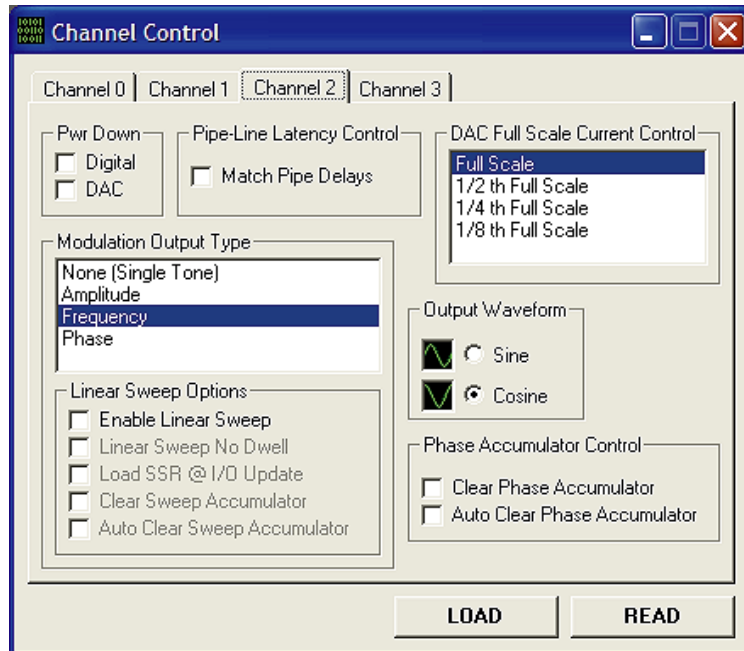 10101
00110
10011
Channel Control
Channel 0
Channel 1
Channel 2
Channel 3
Pwr Down
Digital
DAC
Pipe-Line Latency Control
Match Pipe Delays
DAC Full Scale Current Control
Full Scale
1/2 th Full Scale
1/4 th Full Scale
1/8 th Full Scale
Modulation Output Type
None (Single Tone)
Amplitude
Frequency
Phase
Linear Sweep Options
Enable Linear Sweep
Linear Sweep No Dwell
Load SSR @ I/O Update
Clear Sweep Accumulator
Auto Clear Sweep Accumulator
Output Waveform
Sine
Cosine
Phase Accumulator Control
Clear Phase Accumulator
Auto Clear Phase Accumulator
LOAD
READ